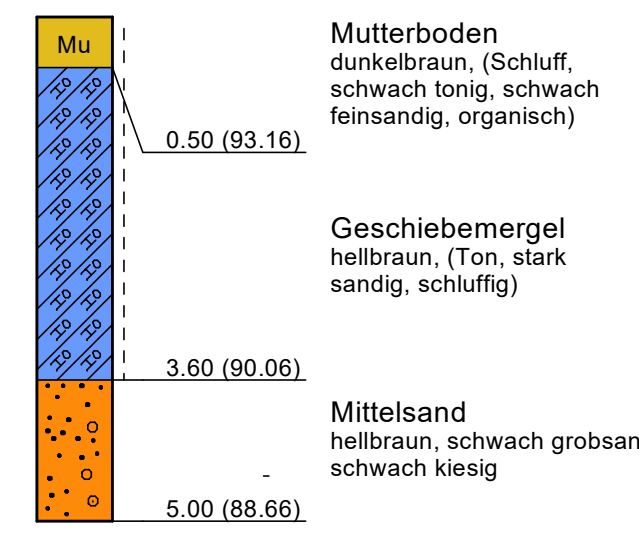 Mu
Mutterboden
dunkelbraun, (Schluff,
schwach tonig, schwach
feinsandig, organisch)
0.50 (93.16)
Geschiebemergel
hellbraun, (Ton, stark
sandig, schluffig)
3.60 (90.06)
Mittelsand
hellbraun, schwach grobsan
schwach kiesig
-
5.00 (88.66)